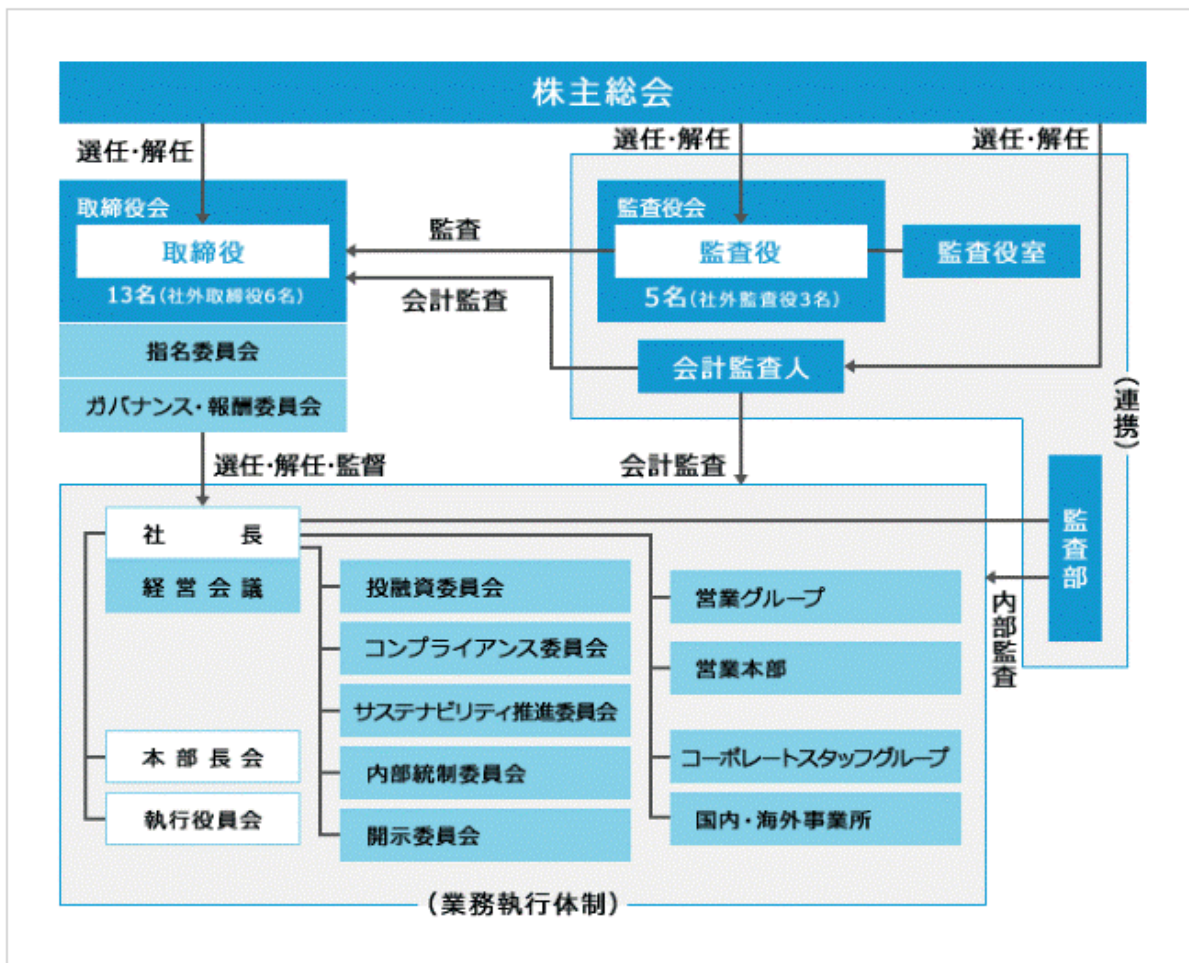 株主総会
選任・解任
選任・解任
選任・解任
取締役会
取締役
13名(社外取締役6名)
指名委員会
ガバナンス・報酬委員会
監査
会計監査
監査役会
監査役
5名(社外監査役3名)
監査役室
会計監査人
(連携)
選任・解任・監督
会計監査
監査部
内部監査
社長
経営会議
本部長会
執行役員会
投融資委員会
コンプライアンス委員会
サステナビリティ推進委員会
内部統制委員会
開示委員会
営業グループ
営業本部
コーポレートスタッフグループ
国内・海外事業所
(業務執行体制)